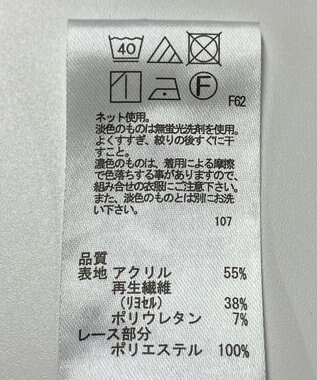 40
F
F62
ネット使用。
淡色のものは無蛍光洗剤を使用。
よくすすぎ、絞りの後すぐに干
すこと。
濃色のものは、着用による摩擦
で色落ちする事がありますので、
組み合せの衣服にご注意下さい。
また、淡色のものとは別にお洗
い下さい。
107
品質
表地 アクリル 55%
再生繊維
(リヨセル) 38%
ポリウレタン 7%
レース部分
ポリエステル 100%